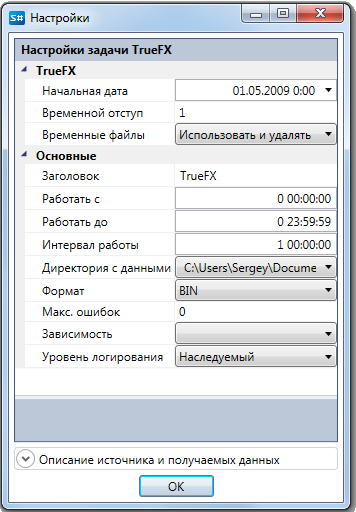 S# Настройки
Настройки задачи TrueFX
TrueFX
Начальная дата 01.05.2009 0:00
Временной отступ 1
Временные файлы Использовать и удалять
Основные
Заголовок TrueFX
Работать с 0 00:00:00
Работать до 0 23:59:59
Интервал работы 1 00:00:00
Директория с данными C:\Users\Sergey\Docume
Формат BIN
Макс. ошибок 0
Зависимость
Уровень логирования Наследуемый
Описание источника и получаемых данных
OK